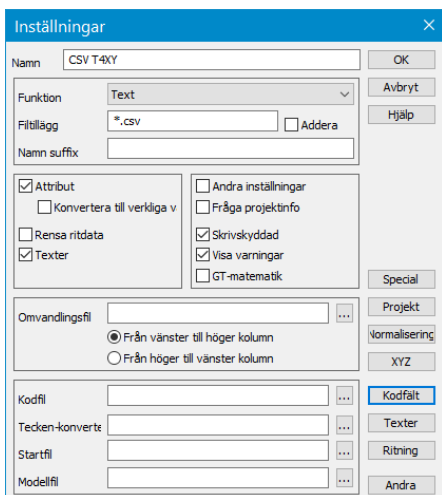 Inställningar
Namn CSV T4XY OK
Avbryt
Funktion Text
Hjälp
Filtillägg *.csv Addera
Namn suffix
Attribut Andra inställningar
Konvertera till verkliga v Fråga projektinfo
Rensa ritdata Skrivskyddad
Texter Visa varningar
GT-matematik Special
Omvandlingsfil ... Projekt
Från vänster till höger kolumn Normalisering
Från höger till vänster kolumn XYZ
Kodfil ... Kodfält
Tecken-konverte ... Texter
Startfil ... Ritning
Modellfil ... Andra